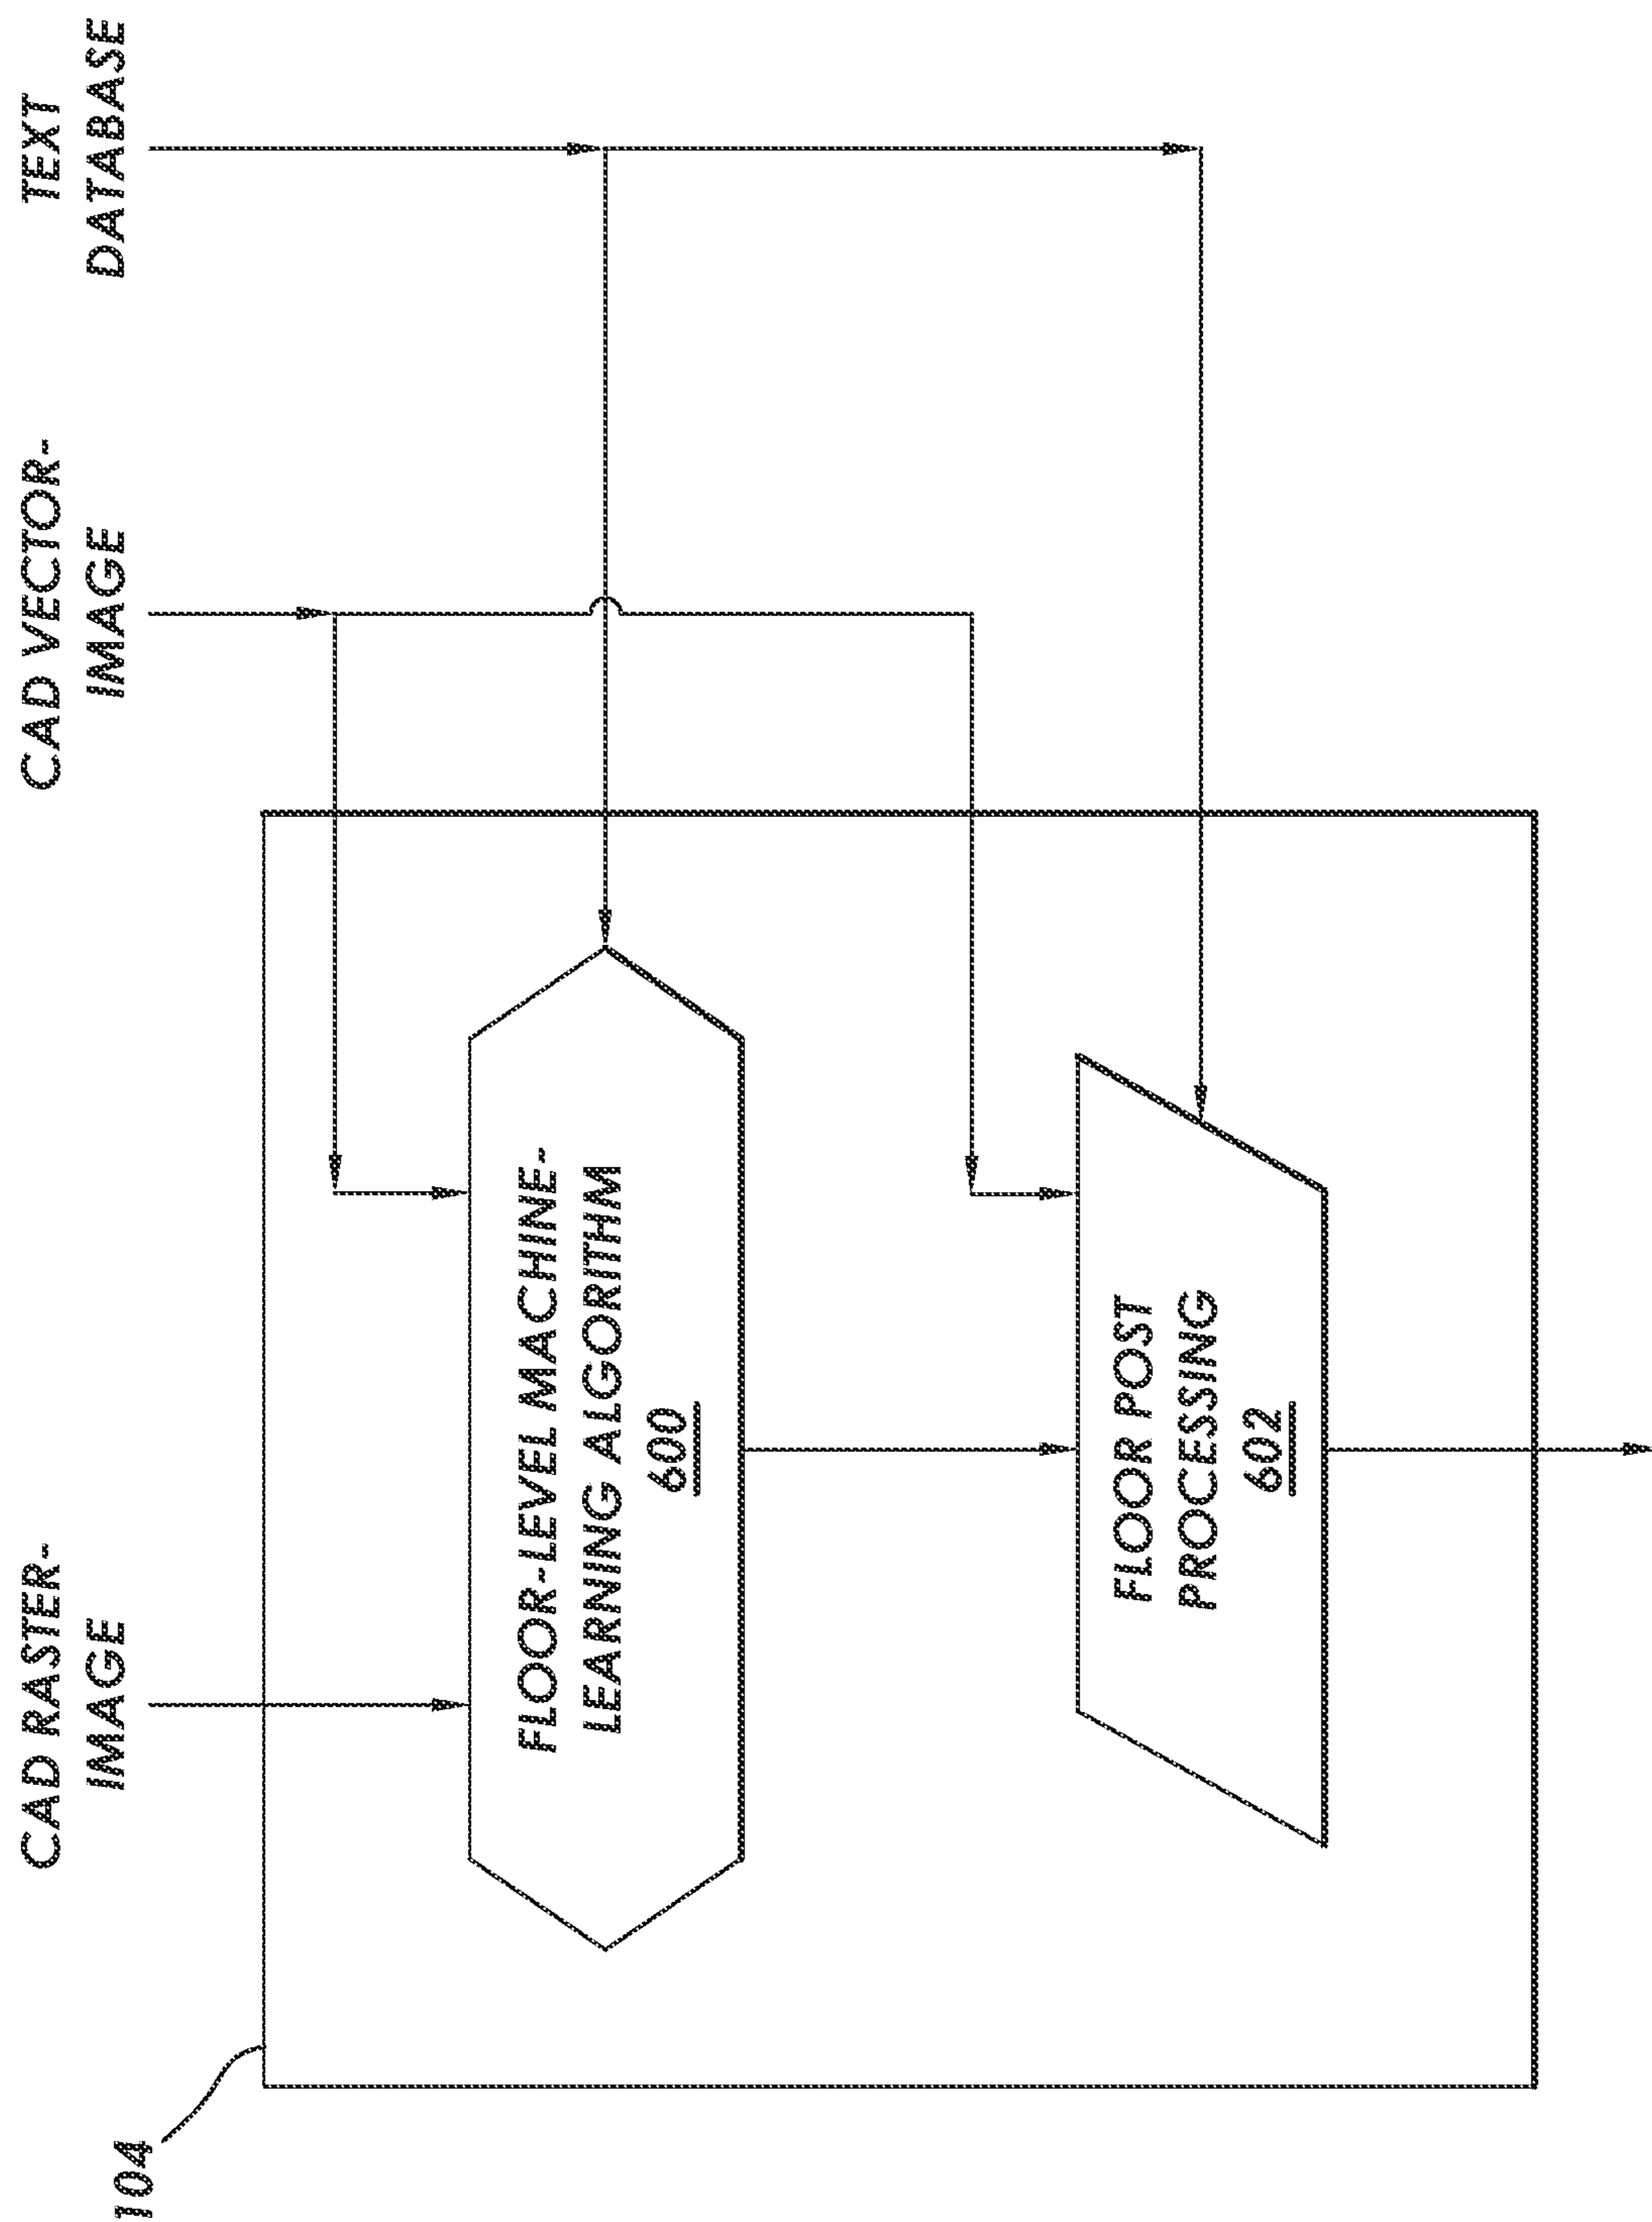 104
CAD RASTER-
IMAGE
CAD VECTOR-
IMAGE
TEXT
DATABASE
FLOOR-LEVEL MACHINE-
LEARNING ALGORITHM
600
FLOOR POST
PROCESSING
602